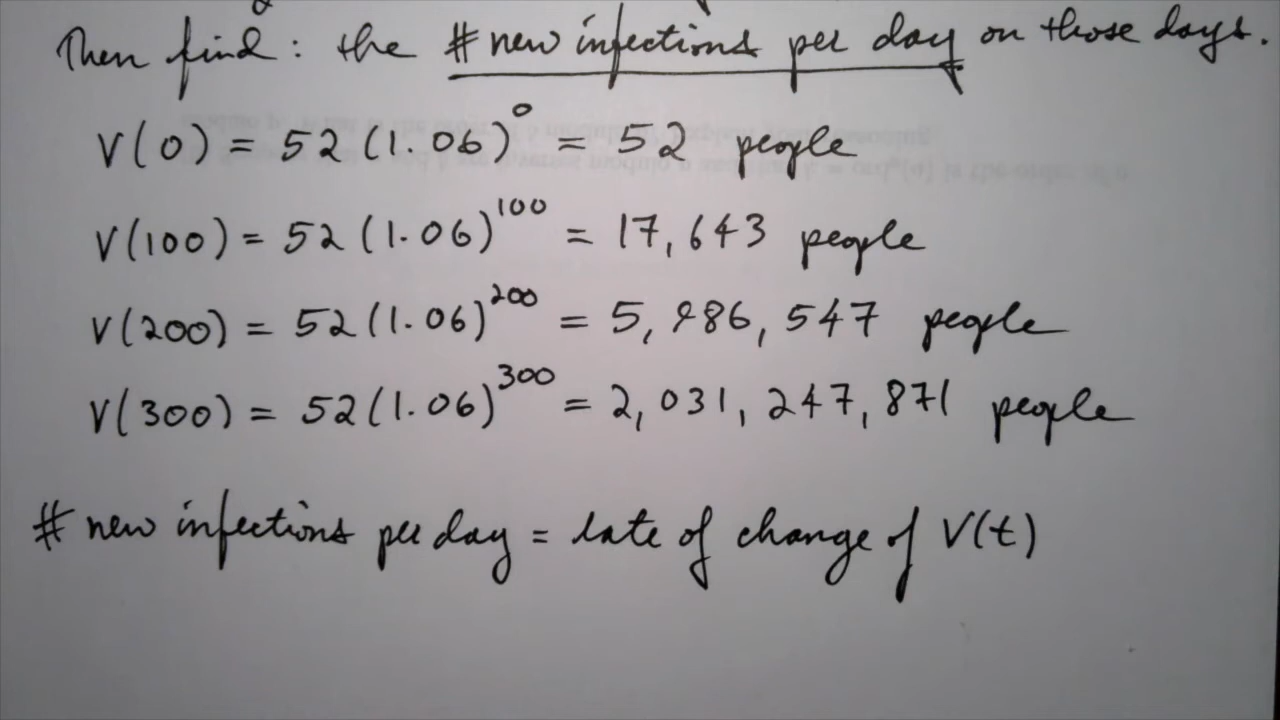 Then find: the # new infections per day on those days.
V(0) = 52(1.06)^0 = 52 people
V(100) = 52(1.06)^100 = 17,643 people
V(200) = 52(1.06)^200 = 5,986,547 people
V(300) = 52(1.06)^300 = 2,031,247,871 people
# new infections per day = rate of change of V(t)